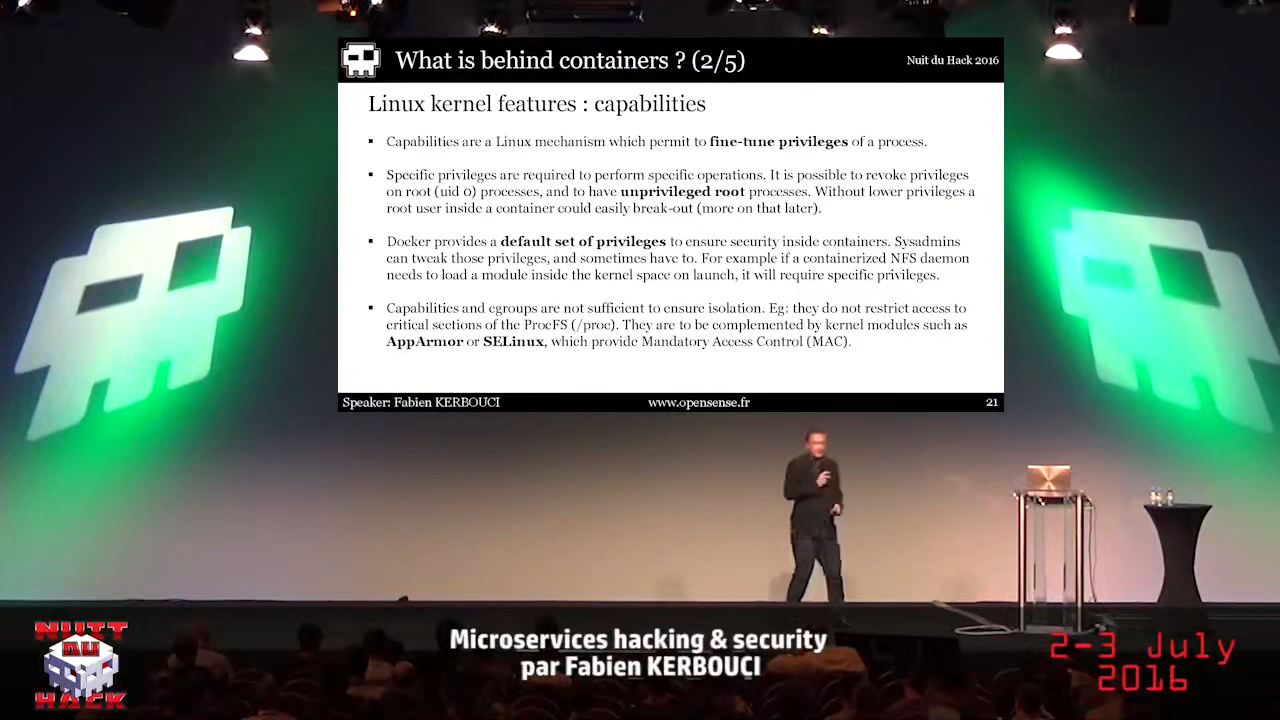 What is behind containers ? (2/5)
Nuit du Hack 2016
Linux kernel features : capabilities
▪ Capabilities are a Linux mechanism which permit to fine-tune privileges of a process.
▪ Specific privileges are required to perform specific operations. It is possible to revoke privileges
on root (uid 0) processes, and to have unprivileged root processes. Without lower privileges a
root user inside a container could easily break-out (more on that later).
▪ Docker provides a default set of privileges to ensure security inside containers. Sysadmins
can tweak those privileges, and sometimes have to. For example if a containerized NFS daemon
needs to load a module inside the kernel space on launch, it will require specific privileges.
▪ Capabilities and cgroups are not sufficient to ensure isolation. Eg: they do not restrict access to
critical sections of the ProcFS (/proc). They are to be complemented by kernel modules such as
AppArmor or SELinux, which provide Mandatory Access Control (MAC).
Speaker: Fabien KERBOUCI
www.opensense.fr
21
NUIT
DU
HACK
Microservices hacking & security
par Fabien KERBOUCI
2-3 July
2016